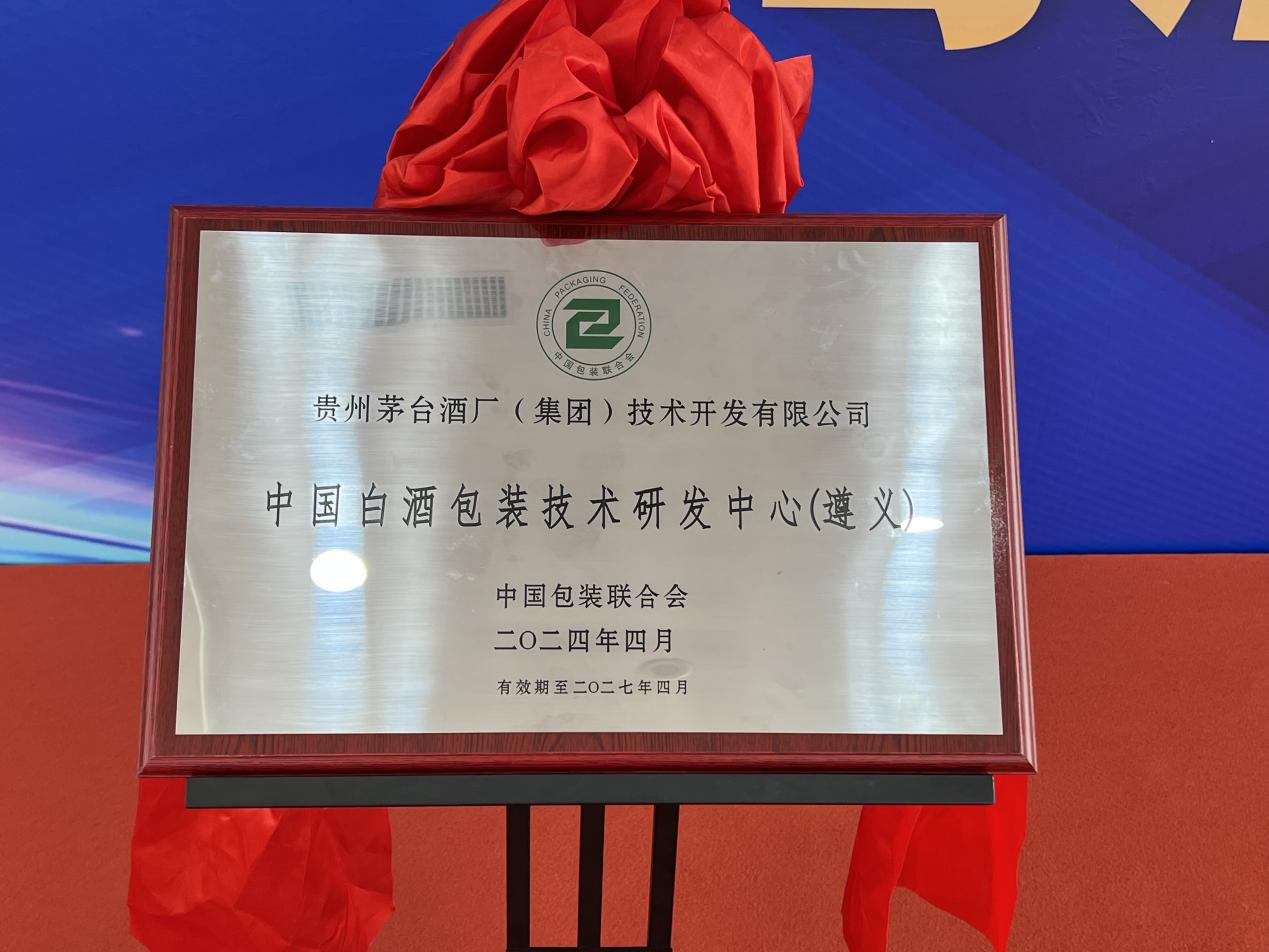 CHINA PACKAGING FEDERATION
中国包装联合会
贵州茅台酒厂（集团）技术开发有限公司
中国白酒包装技术研发中心(遵义)
中国包装联合会
二〇二四年四月
有效期至二〇二七年四月